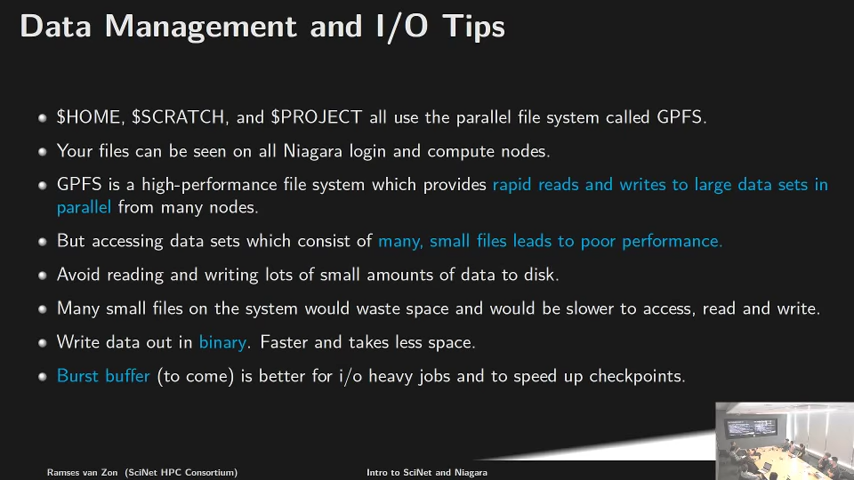 Data Management and I/O Tips
$HOME, $SCRATCH, and $PROJECT all use the parallel file system called GPFS.
Your files can be seen on all Niagara login and compute nodes.
GPFS is a high-performance file system which provides rapid reads and writes to large data sets in
parallel from many nodes.
But accessing data sets which consist of many, small files leads to poor performance.
Avoid reading and writing lots of small amounts of data to disk.
Many small files on the system would waste space and would be slower to access, read and write.
Write data out in binary. Faster and takes less space.
Burst buffer (to come) is better for i/o heavy jobs and to speed up checkpoints.
Ramses van Zon (SciNet HPC Consortium)
Intro to SciNet and Niagara